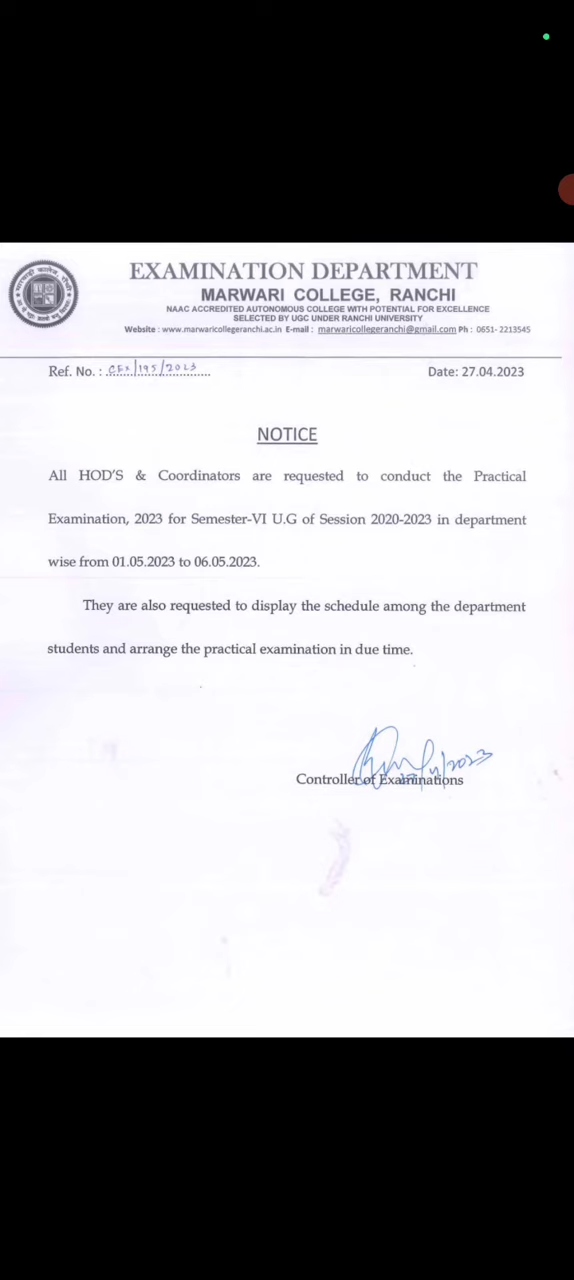 EXAMINATION DEPARTMENT
MARWARI COLLEGE, RANCHI
NAAC ACCREDITED AUTONOMOUS COLLEGE WITH POTENTIAL FOR EXCELLENCE
SELECTED BY UGC UNDER RANCHI UNIVERSITY
Website : www.marwaricollegeranchi.ac.in E-mail : marwaricollegeranchi@gmail.com Ph : 0651- 2213545
Ref. No. : CEx/195/2023 Date: 27.04.2023
NOTICE
All HOD'S & Coordinators are requested to conduct the Practical
Examination, 2023 for Semester-VI U.G of Session 2020-2023 in department
wise from 01.05.2023 to 06.05.2023.
They are also requested to display the schedule among the department
students and arrange the practical examination in due time.
Controller of Examinations